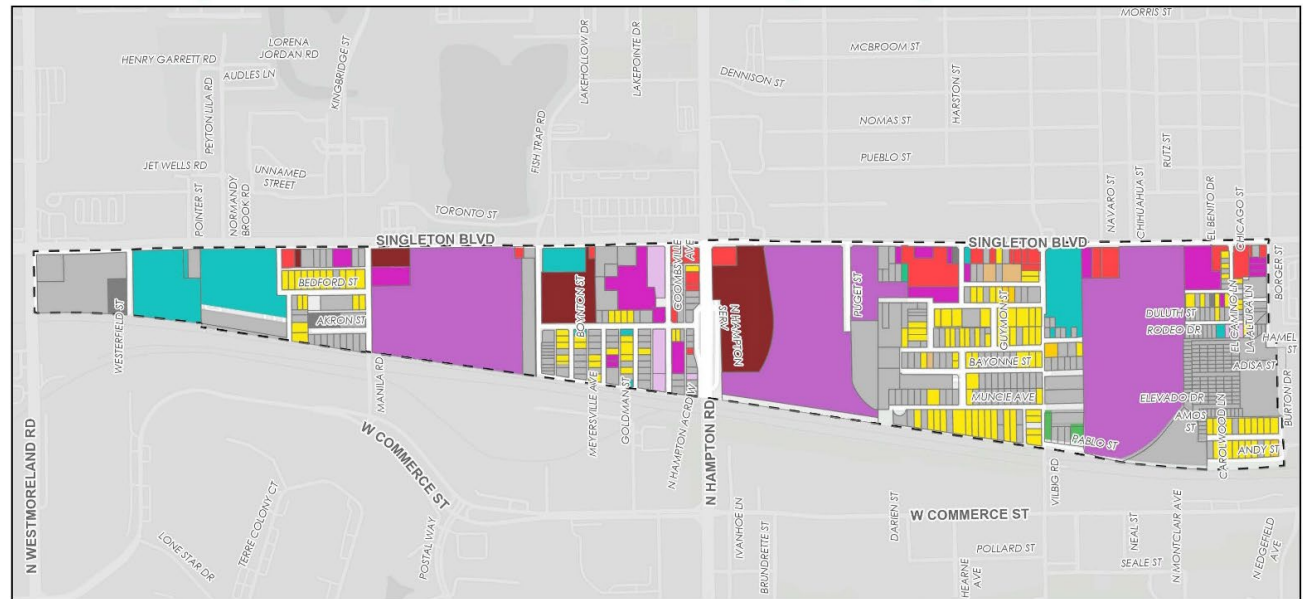 MORRIS ST
LORENA
JORDAN RD
HENRY GARRETT RD
AUDLES LN
KINGBRIDGE ST
PEYTON LILA RD
LAKEHOLLOW DR
LAKEPOINTE DR
MCBROOM ST
DENNISON ST
HARSTON ST
NOMAS ST
PUEBLO ST
FISH TRAP RD
RUTZ ST
JET WELLS RD
UNNAMED
STREET
POINTER ST
NORMANDY
BROOK RD
TORONTO ST
NAVARO ST
CHIHUAHUA ST
EL BENITO DR
CHICAGO ST
SINGLETON BLVD
SINGLETON BLVD
COOMBSVILLE
AVE
BEDFORD ST
AKRON ST
BOYNTON ST
N HAMPTON
SERV
PUGET ST
GUYMON ST
BORGER ST
DULUTH ST
RODEO DR
EL CAMINO LN
LA ALDURA LN
HAMEL
ST
ADISA ST
WESTERFIELD ST
MANILA RD
BAYONNE ST
MUNCIE AVE
ELEVADO DR
AMOS
ST
CAROLWOOD LN
BURTON DR
MEYERSVILLE AVE
GOLDMAN ST
N HAMPTON ACRD W
N HAMPTON RD
PABLO ST
ANDY ST
N WESTMORELAND RD
W COMMERCE ST
VILBIG RD
W COMMERCE ST
LONE STAR DR
TERRE COLONY CT
POSTAL WAY
IVANHOE LN
BRUNDRETTE ST
DARIEN ST
HEARNE
AVE
POLLARD ST
NEAL ST
SEALE ST
N MONTCLAIR AVE
N EDGEFIELD
AVE